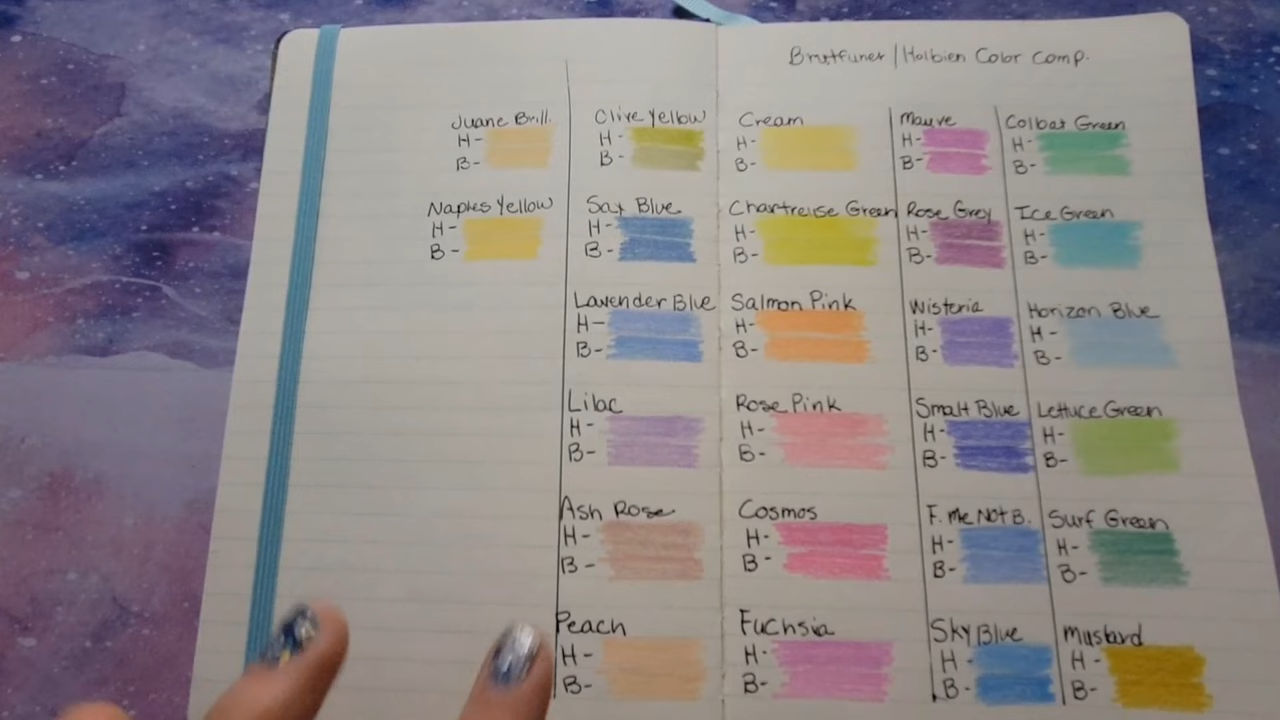 Brutfuner | Holbien Color Comp.
Juane Brill.
H-
B-
Naples Yellow
H-
B-
Olive Yellow
H-
B-
Sax Blue
H-
B-
Lavender Blue
H-
B-
Lilac
H-
B-
Ash Rose
H-
B-
Peach
H-
B-
Cream
H-
B-
Chartreuse Green
H-
B-
Salmon Pink
H-
B-
Rose Pink
H-
B-
Cosmos
H-
B-
Fuchsia
H-
B-
Mauve
H-
B-
Rose Grey
H-
B-
Wisteria
H-
B-
Smalt Blue
H-
B-
F. Me Not B.
H-
B-
Sky Blue
H-
B-
Colbat Green
H-
B-
Ice Green
H-
B-
Horizon Blue
H-
B-
Lettuce Green
H-
B-
Surf Green
H-
B-
Mustard
H-
B-